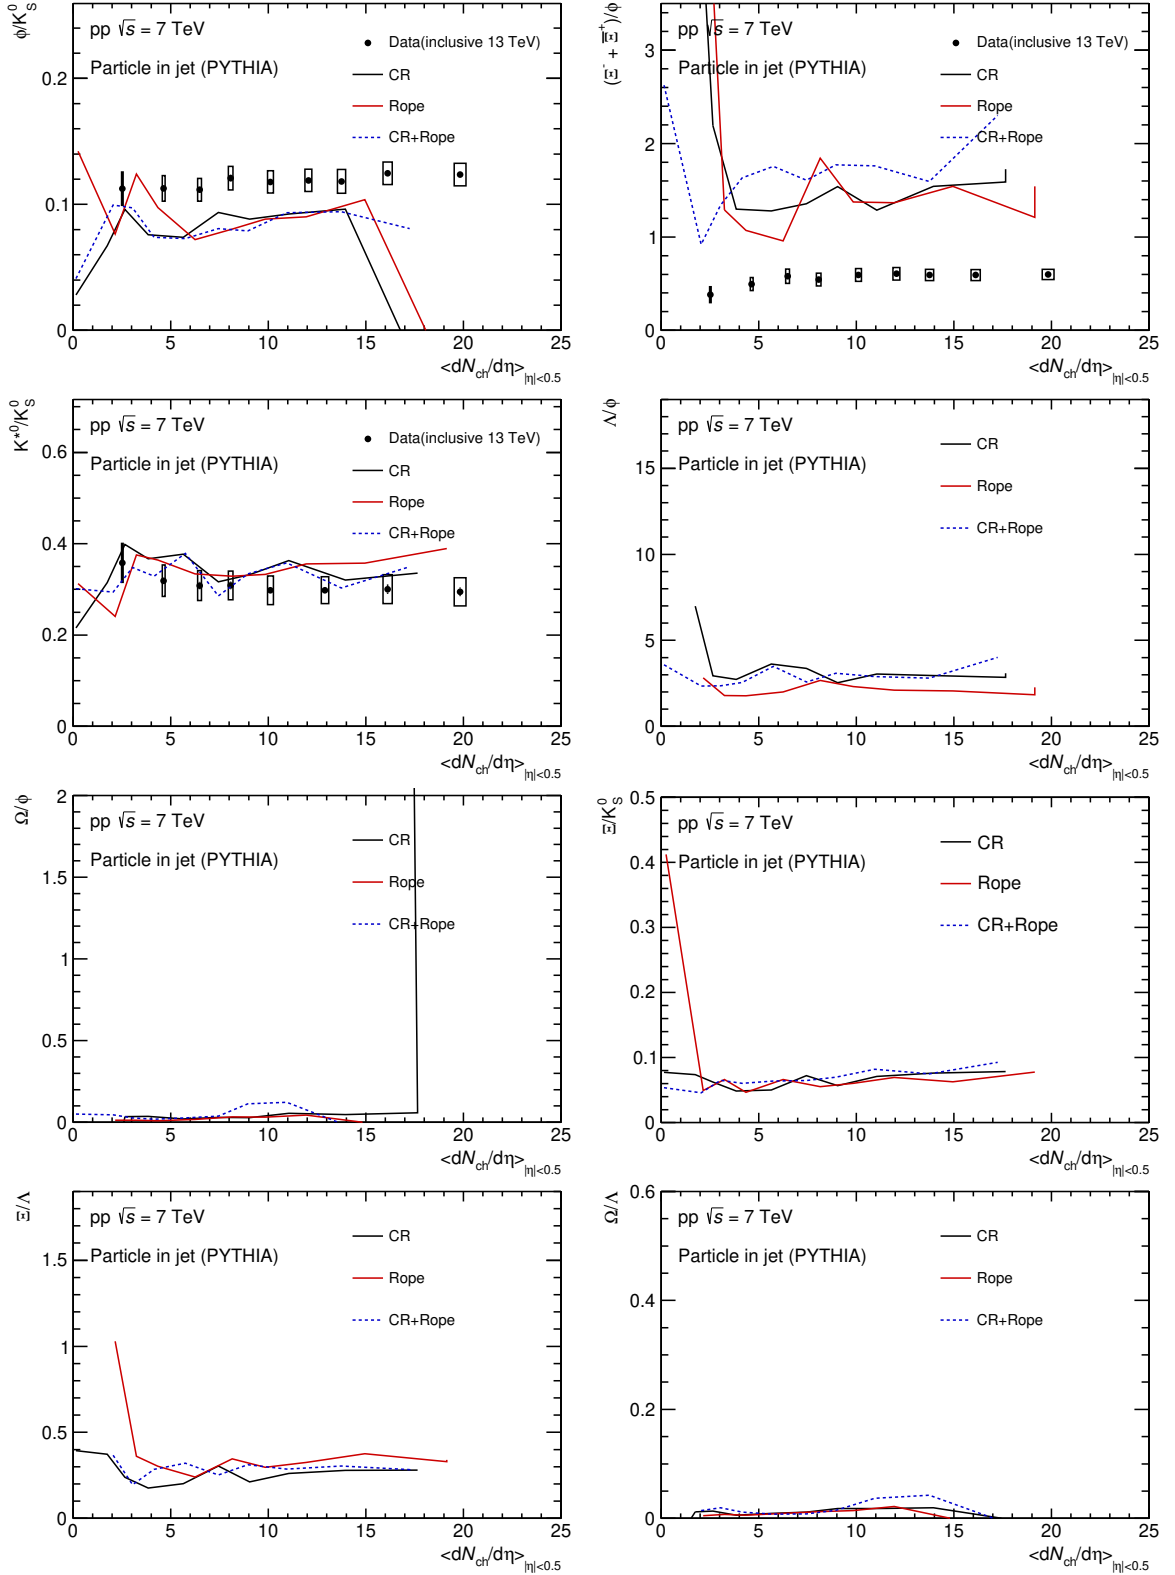 φ/K⁰_S
pp √s = 7 TeV
Particle in jet (PYTHIA)
Data(inclusive 13 TeV)
CR
Rope
CR+Rope
0.2
0.1
0
0 5 10 15 20 25
<dN_ch/dη>_|η|<0.5
(Ξ⁻ + Ξ̅⁺)/φ
pp √s = 7 TeV
Particle in jet (PYTHIA)
Data(inclusive 13 TeV)
CR
Rope
CR+Rope
3
2
1
0
0 5 10 15 20 25
<dN_ch/dη>_|η|<0.5
K*⁰/K⁰_S
pp √s = 7 TeV
Particle in jet (PYTHIA)
Data(inclusive 13 TeV)
CR
Rope
CR+Rope
0.6
0.4
0.2
0
0 5 10 15 20 25
<dN_ch/dη>_|η|<0.5
Λ/φ
pp √s = 7 TeV
Particle in jet (PYTHIA)
CR
Rope
CR+Rope
15
10
5
0
0 5 10 15 20 25
<dN_ch/dη>_|η|<0.5
Ω/φ
pp √s = 7 TeV
Particle in jet (PYTHIA)
CR
Rope
CR+Rope
2
1.5
1
0.5
0
0 5 10 15 20 25
<dN_ch/dη>_|η|<0.5
Ξ/K⁰_S
pp √s = 7 TeV
Particle in jet (PYTHIA)
CR
Rope
CR+Rope
0.5
0.4
0.3
0.2
0.1
0
0 5 10 15 20 25
<dN_ch/dη>_|η|<0.5
Ξ/Λ
pp √s = 7 TeV
Particle in jet (PYTHIA)
CR
Rope
CR+Rope
1.5
1
0.5
0
0 5 10 15 20 25
<dN_ch/dη>_|η|<0.5
Ω/Λ
pp √s = 7 TeV
Particle in jet (PYTHIA)
CR
Rope
CR+Rope
0.6
0.4
0.2
0
0 5 10 15 20 25
<dN_ch/dη>_|η|<0.5